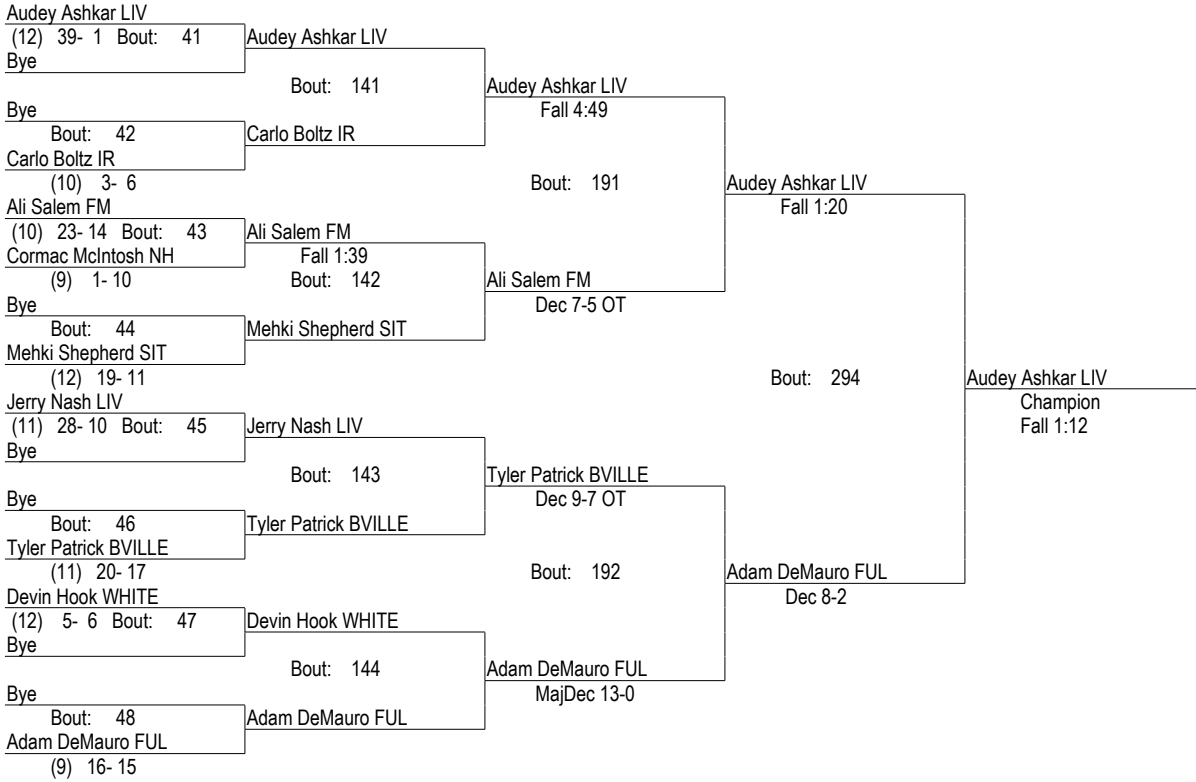 Audey Ashkar LIV
(12) 39- 1 Bout: 41
Audey Ashkar LIV
Bye
Bout: 141
Audey Ashkar LIV
Bye
Fall 4:49
Bout: 42
Carlo Boltz IR
Carlo Boltz IR
(10) 3- 6
Bout: 191
Audey Ashkar LIV
Ali Salem FM
Fall 1:20
(10) 23- 14 Bout: 43
Ali Salem FM
Cormac McIntosh NH
Fall 1:39
(9) 1- 10
Bout: 142
Ali Salem FM
Bye
Dec 7-5 OT
Bout: 44
Mehki Shepherd SIT
Mehki Shepherd SIT
(12) 19- 11
Bout: 294
Audey Ashkar LIV
Jerry Nash LIV
Champion
(11) 28- 10 Bout: 45
Jerry Nash LIV
Fall 1:12
Bye
Bout: 143
Tyler Patrick BVILLE
Bye
Dec 9-7 OT
Bout: 46
Tyler Patrick BVILLE
Tyler Patrick BVILLE
(11) 20- 17
Bout: 192
Adam DeMauro FUL
Devin Hook WHITE
Dec 8-2
(12) 5- 6 Bout: 47
Devin Hook WHITE
Bye
Bout: 144
Adam DeMauro FUL
Bye
MajDec 13-0
Bout: 48
Adam DeMauro FUL
Adam DeMauro FUL
(9) 16- 15